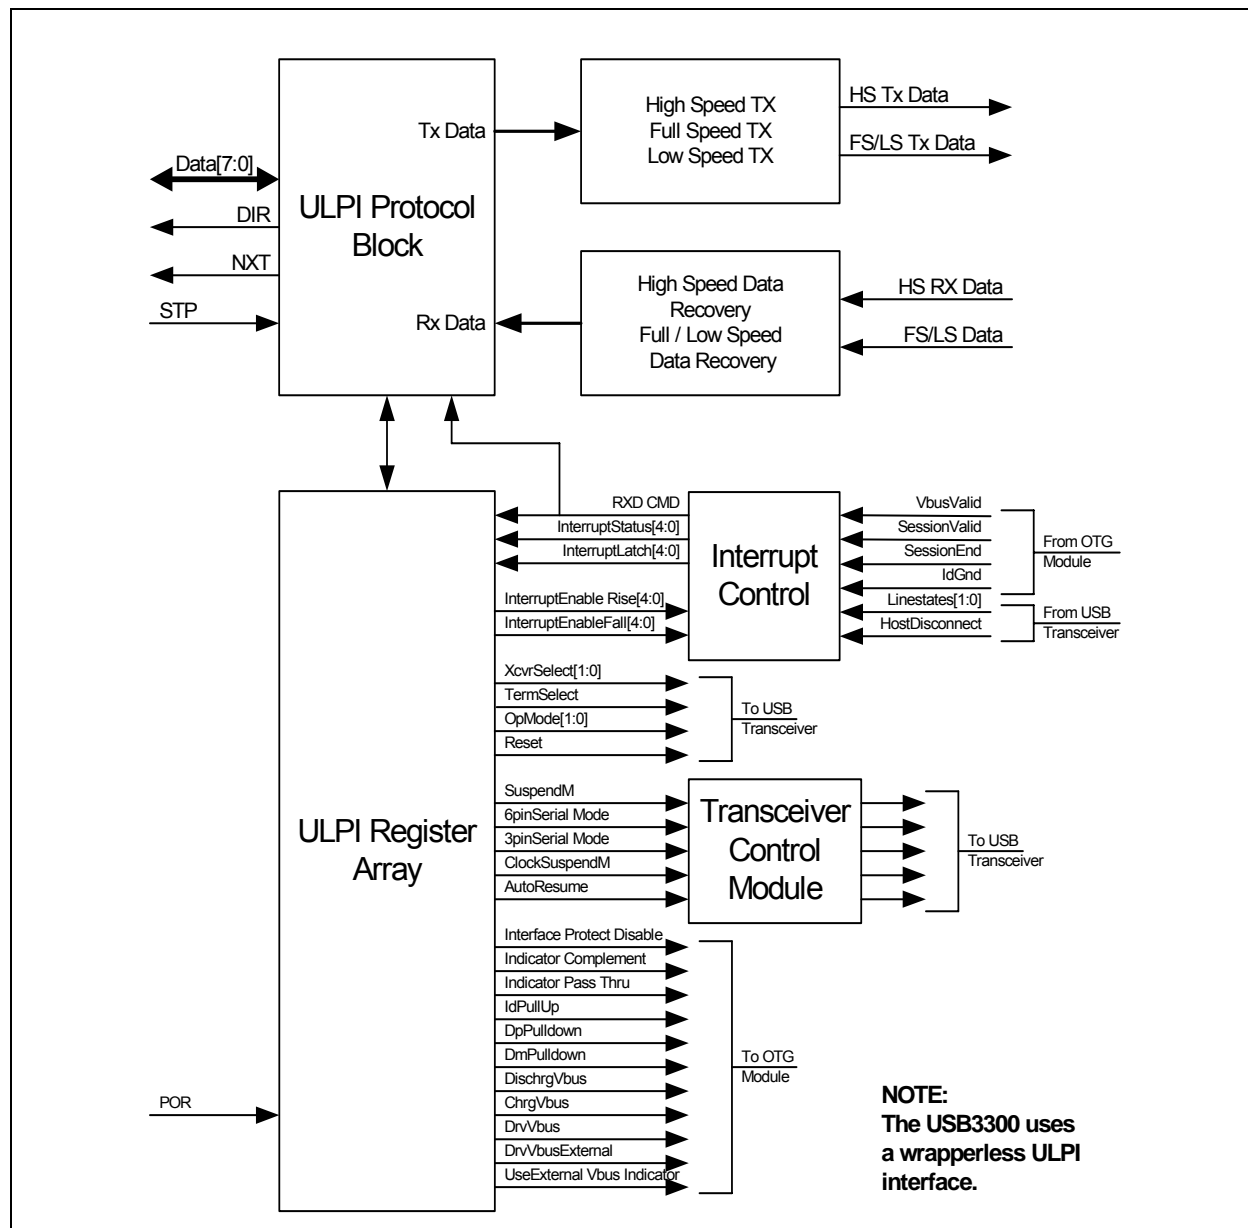 Data[7:0]
DIR
NXT
STP
Tx Data
ULPI Protocol
Block
Rx Data
High Speed TX
Full Speed TX
Low Speed TX
HS Tx Data
FS/LS Tx Data
High Speed Data
Recovery
Full / Low Speed
Data Recovery
HS RX Data
FS/LS Data
RXD CMD
InterruptStatus[4:0]
InterruptLatch[4:0]
InterruptEnable Rise[4:0]
InterruptEnableFall[4:0]
Interrupt
Control
VbusValid
SessionValid
SessionEnd
IdGnd
Linestates[1:0]
HostDisconnect
From OTG
Module
From USB
Transceiver
XcvrSelect[1:0]
TermSelect
OpMode[1:0]
Reset
To USB
Transceiver
ULPI Register
Array
SuspendM
6pinSerial Mode
3pinSerial Mode
ClockSuspendM
AutoResume
Transceiver
Control
Module
To USB
Transceiver
Interface Protect Disable
Indicator Complement
Indicator Pass Thru
IdPullUp
DpPulldown
DmPulldown
DischrgVbus
ChrgVbus
DrvVbus
DrvVbusExternal
UseExternal Vbus Indicator
To OTG
Module
POR
NOTE:
The USB3300 uses
a wrapperless ULPI
interface.